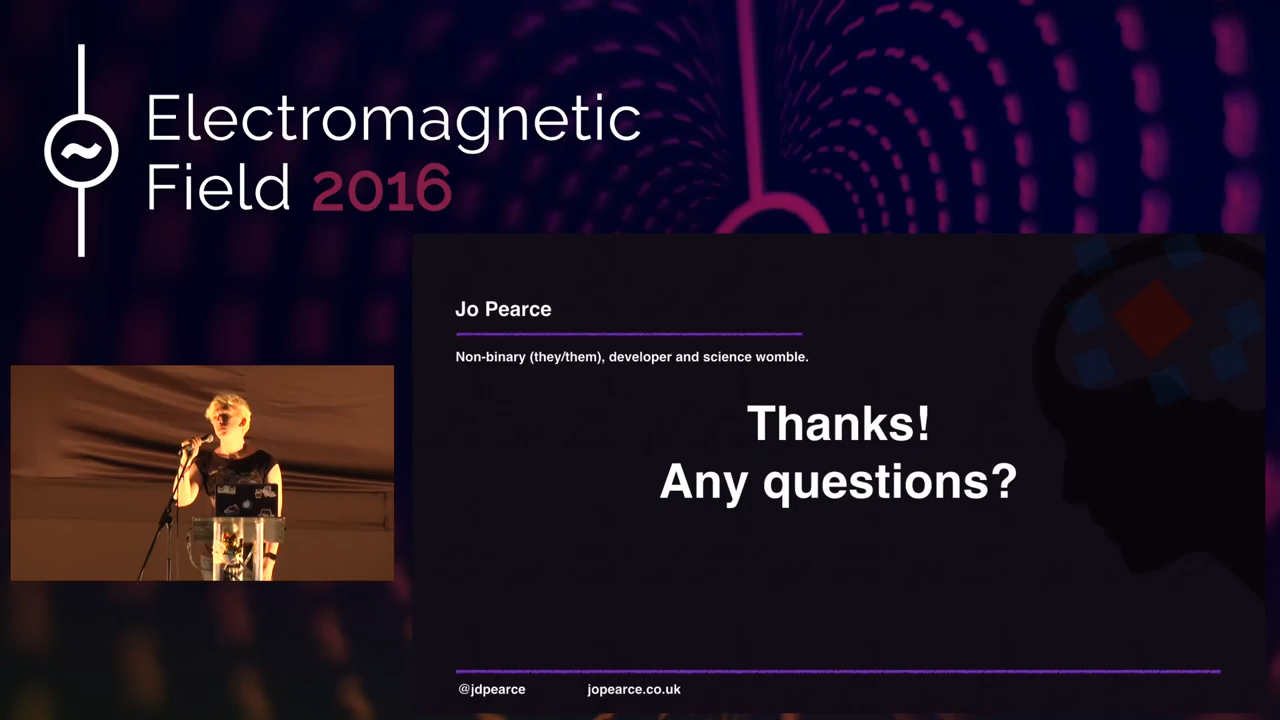 Electromagnetic
Field 2016
Jo Pearce
Non-binary (they/them), developer and science womble.
Thanks!
Any questions?
@jdpearce
jopearce.co.uk